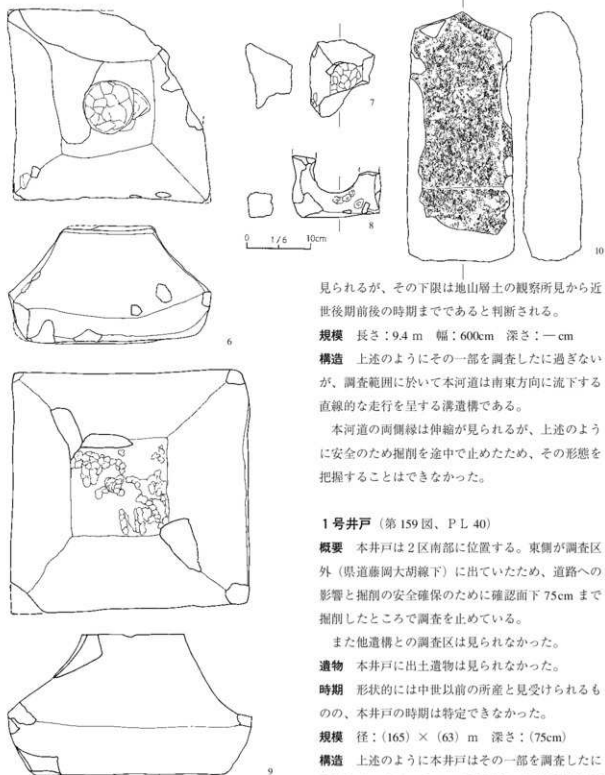 6
7
8
0 1/6 10cm
9
10
見られるが、その下限は地山層土の観察所見から近
世後期前後の時期までであると判断される。
規模 長さ：9.4 m 幅：600cm 深さ：— cm
構造 上述のようにその一部を調査したに過ぎない
が、調査範囲に於いて本河道は南東方向に流下する
直線的な走行を呈する溝遺構である。
本河道の両側縁は伸縮が見られるが、上述のよう
に安全のため掘削を途中で止めたため、その形態を
把握することはできなかった。
1号井戸（第159図、PL 40）
概要 本井戸は2区南部に位置する。東側が調査区
外（県道藤岡大胡線下）に出ていたため、道路への
影響と掘削の安全確保のために確認面下75cmまで
掘削したところで調査を止めている。
また他遺構との調査区は見られなかった。
遺物 本井戸に出土遺物は見られなかった。
時期 形状的には中世以前の所産と見受けられるも
のの、本井戸の時期は特定できなかった。
規模 径：(165) × (63) m 深さ：(75cm)
構造 上述のように本井戸はその一部を調査したに